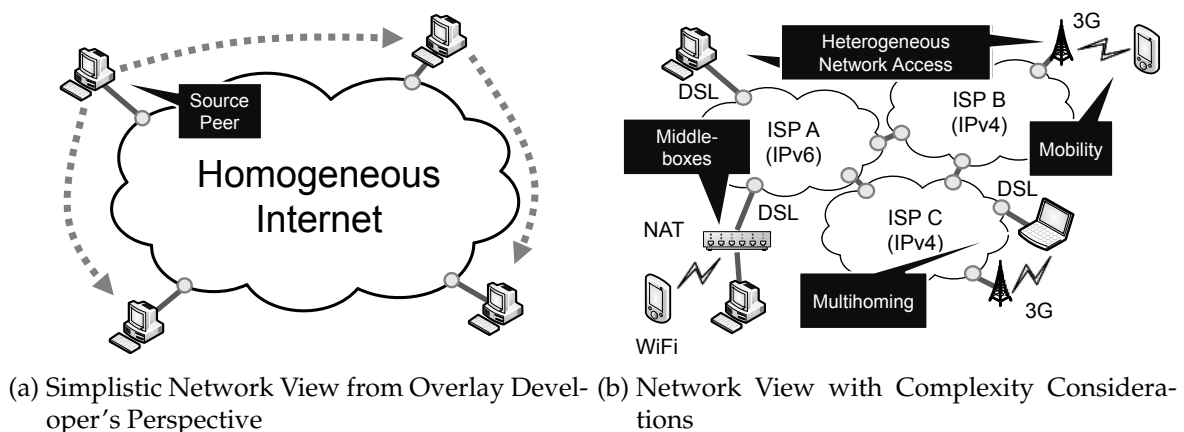 Source
Peer
Homogeneous
Internet
(a) Simplistic Network View from Overlay Devel-
oper's Perspective
3G
Heterogeneous
Network Access
DSL
ISP B
(IPv4)
ISP A
(IPv6)
Middle-
boxes
Mobility
DSL
DSL
ISP C
(IPv4)
NAT
Multihoming
3G
WiFi
(b) Network View with Complexity Considera-
tions